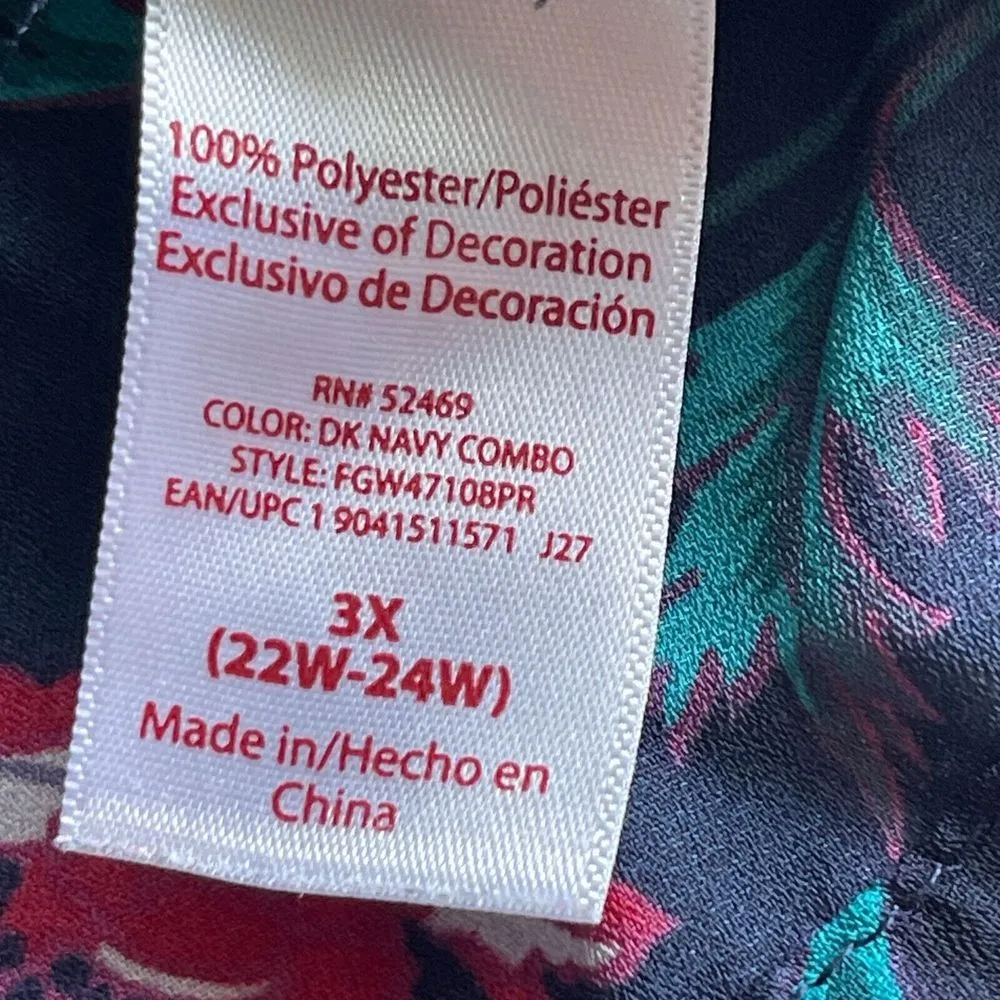 100% Polyester/Poliéster
Exclusive of Decoration
Exclusivo de Decoración
RN# 52469
COLOR: DK NAVY COMBO
STYLE: FGW47108PR
EAN/UPC 1 9041511571 J27
3X
(22W-24W)
Made in/Hecho en
China